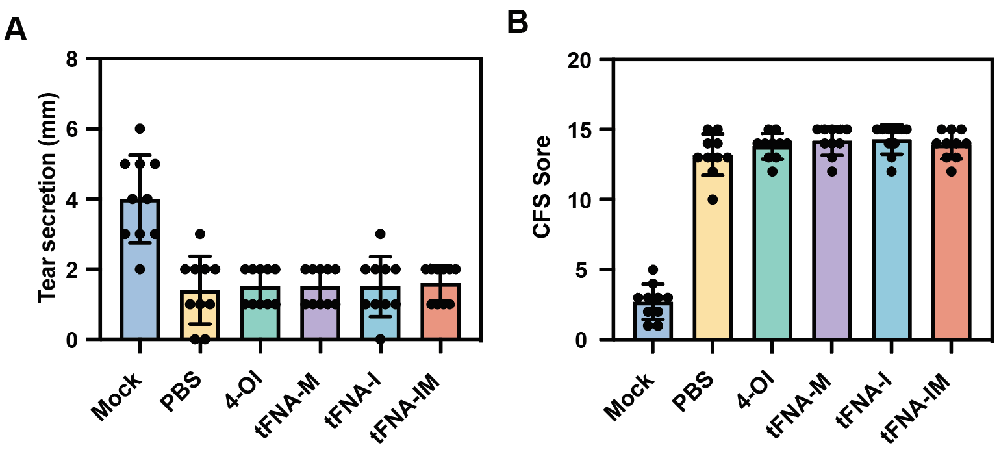 A
Tear secretion (mm)
8
6
4
2
0
Mock
PBS
4-OI
tFNA-M
tFNA-I
tFNA-IM
B
CFS Sore
20
15
10
5
0
Mock
PBS
4-OI
tFNA-M
tFNA-I
tFNA-IM